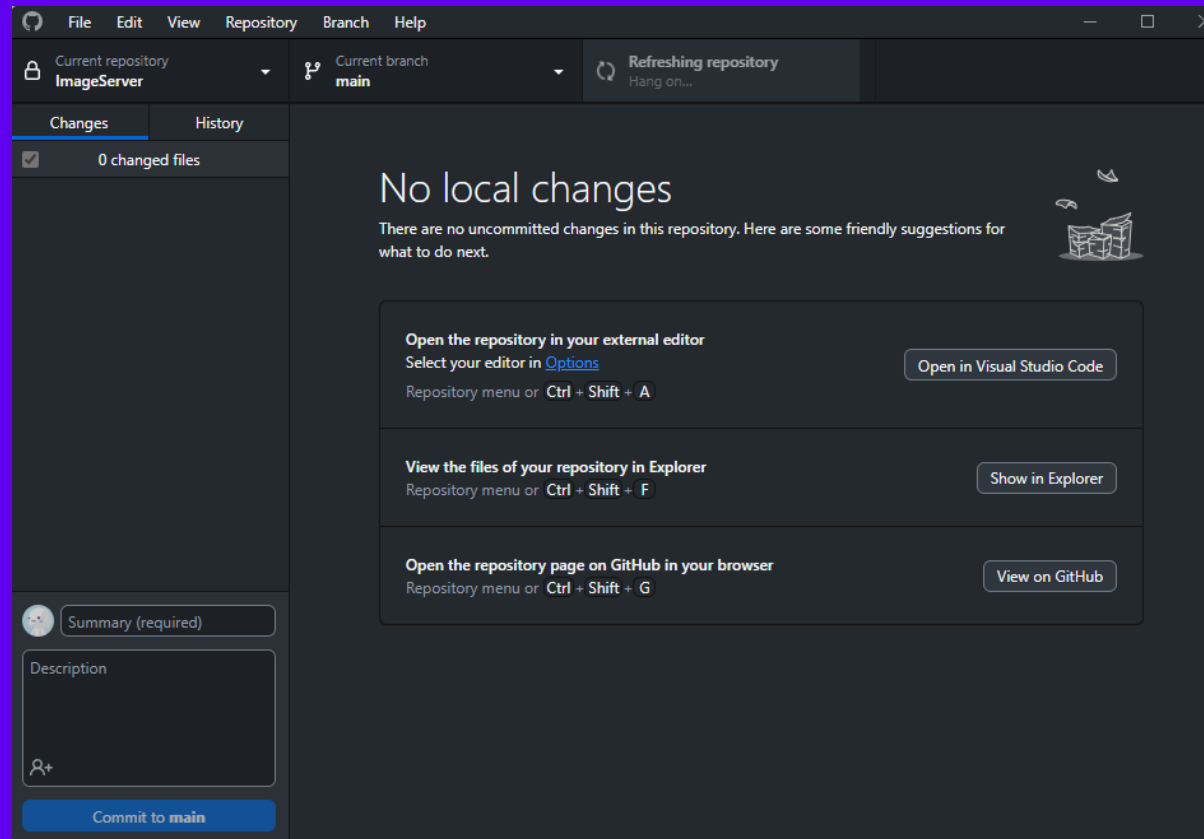 File Edit View Repository Branch Help
Current repository
ImageServer
Current branch
main
Refreshing repository
Hang on...
Changes History
0 changed files
No local changes
There are no uncommitted changes in this repository. Here are some friendly suggestions for
what to do next.
Open the repository in your external editor
Select your editor in Options
Repository menu or Ctrl + Shift + A
Open in Visual Studio Code
View the files of your repository in Explorer
Repository menu or Ctrl + Shift + F
Show in Explorer
Open the repository page on GitHub in your browser
Repository menu or Ctrl + Shift + G
View on GitHub
Summary (required)
Description
Commit to main